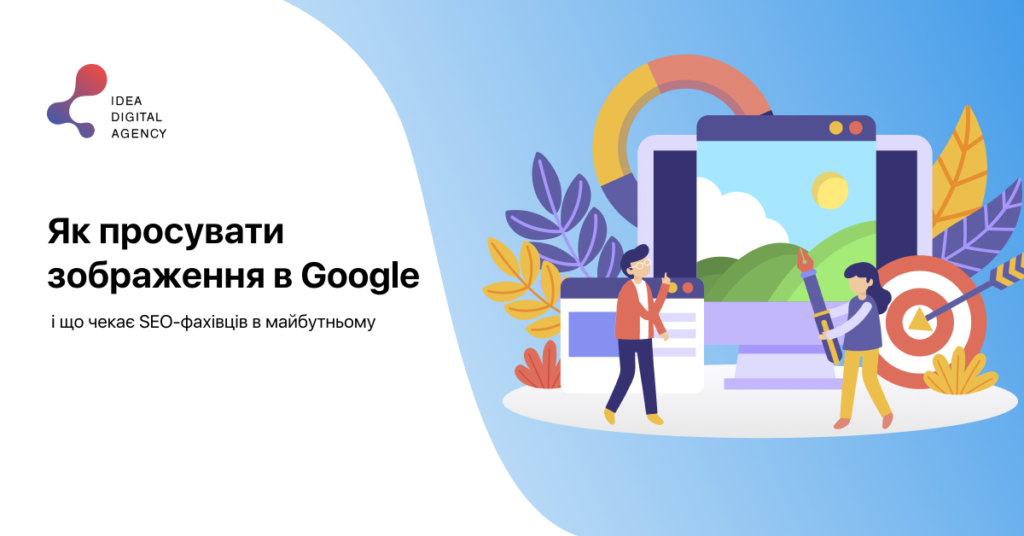 IDEA
DIGITAL
AGENCY
Як просувати
зображення в Google
і що чекає SEO-фахівців в майбутньому